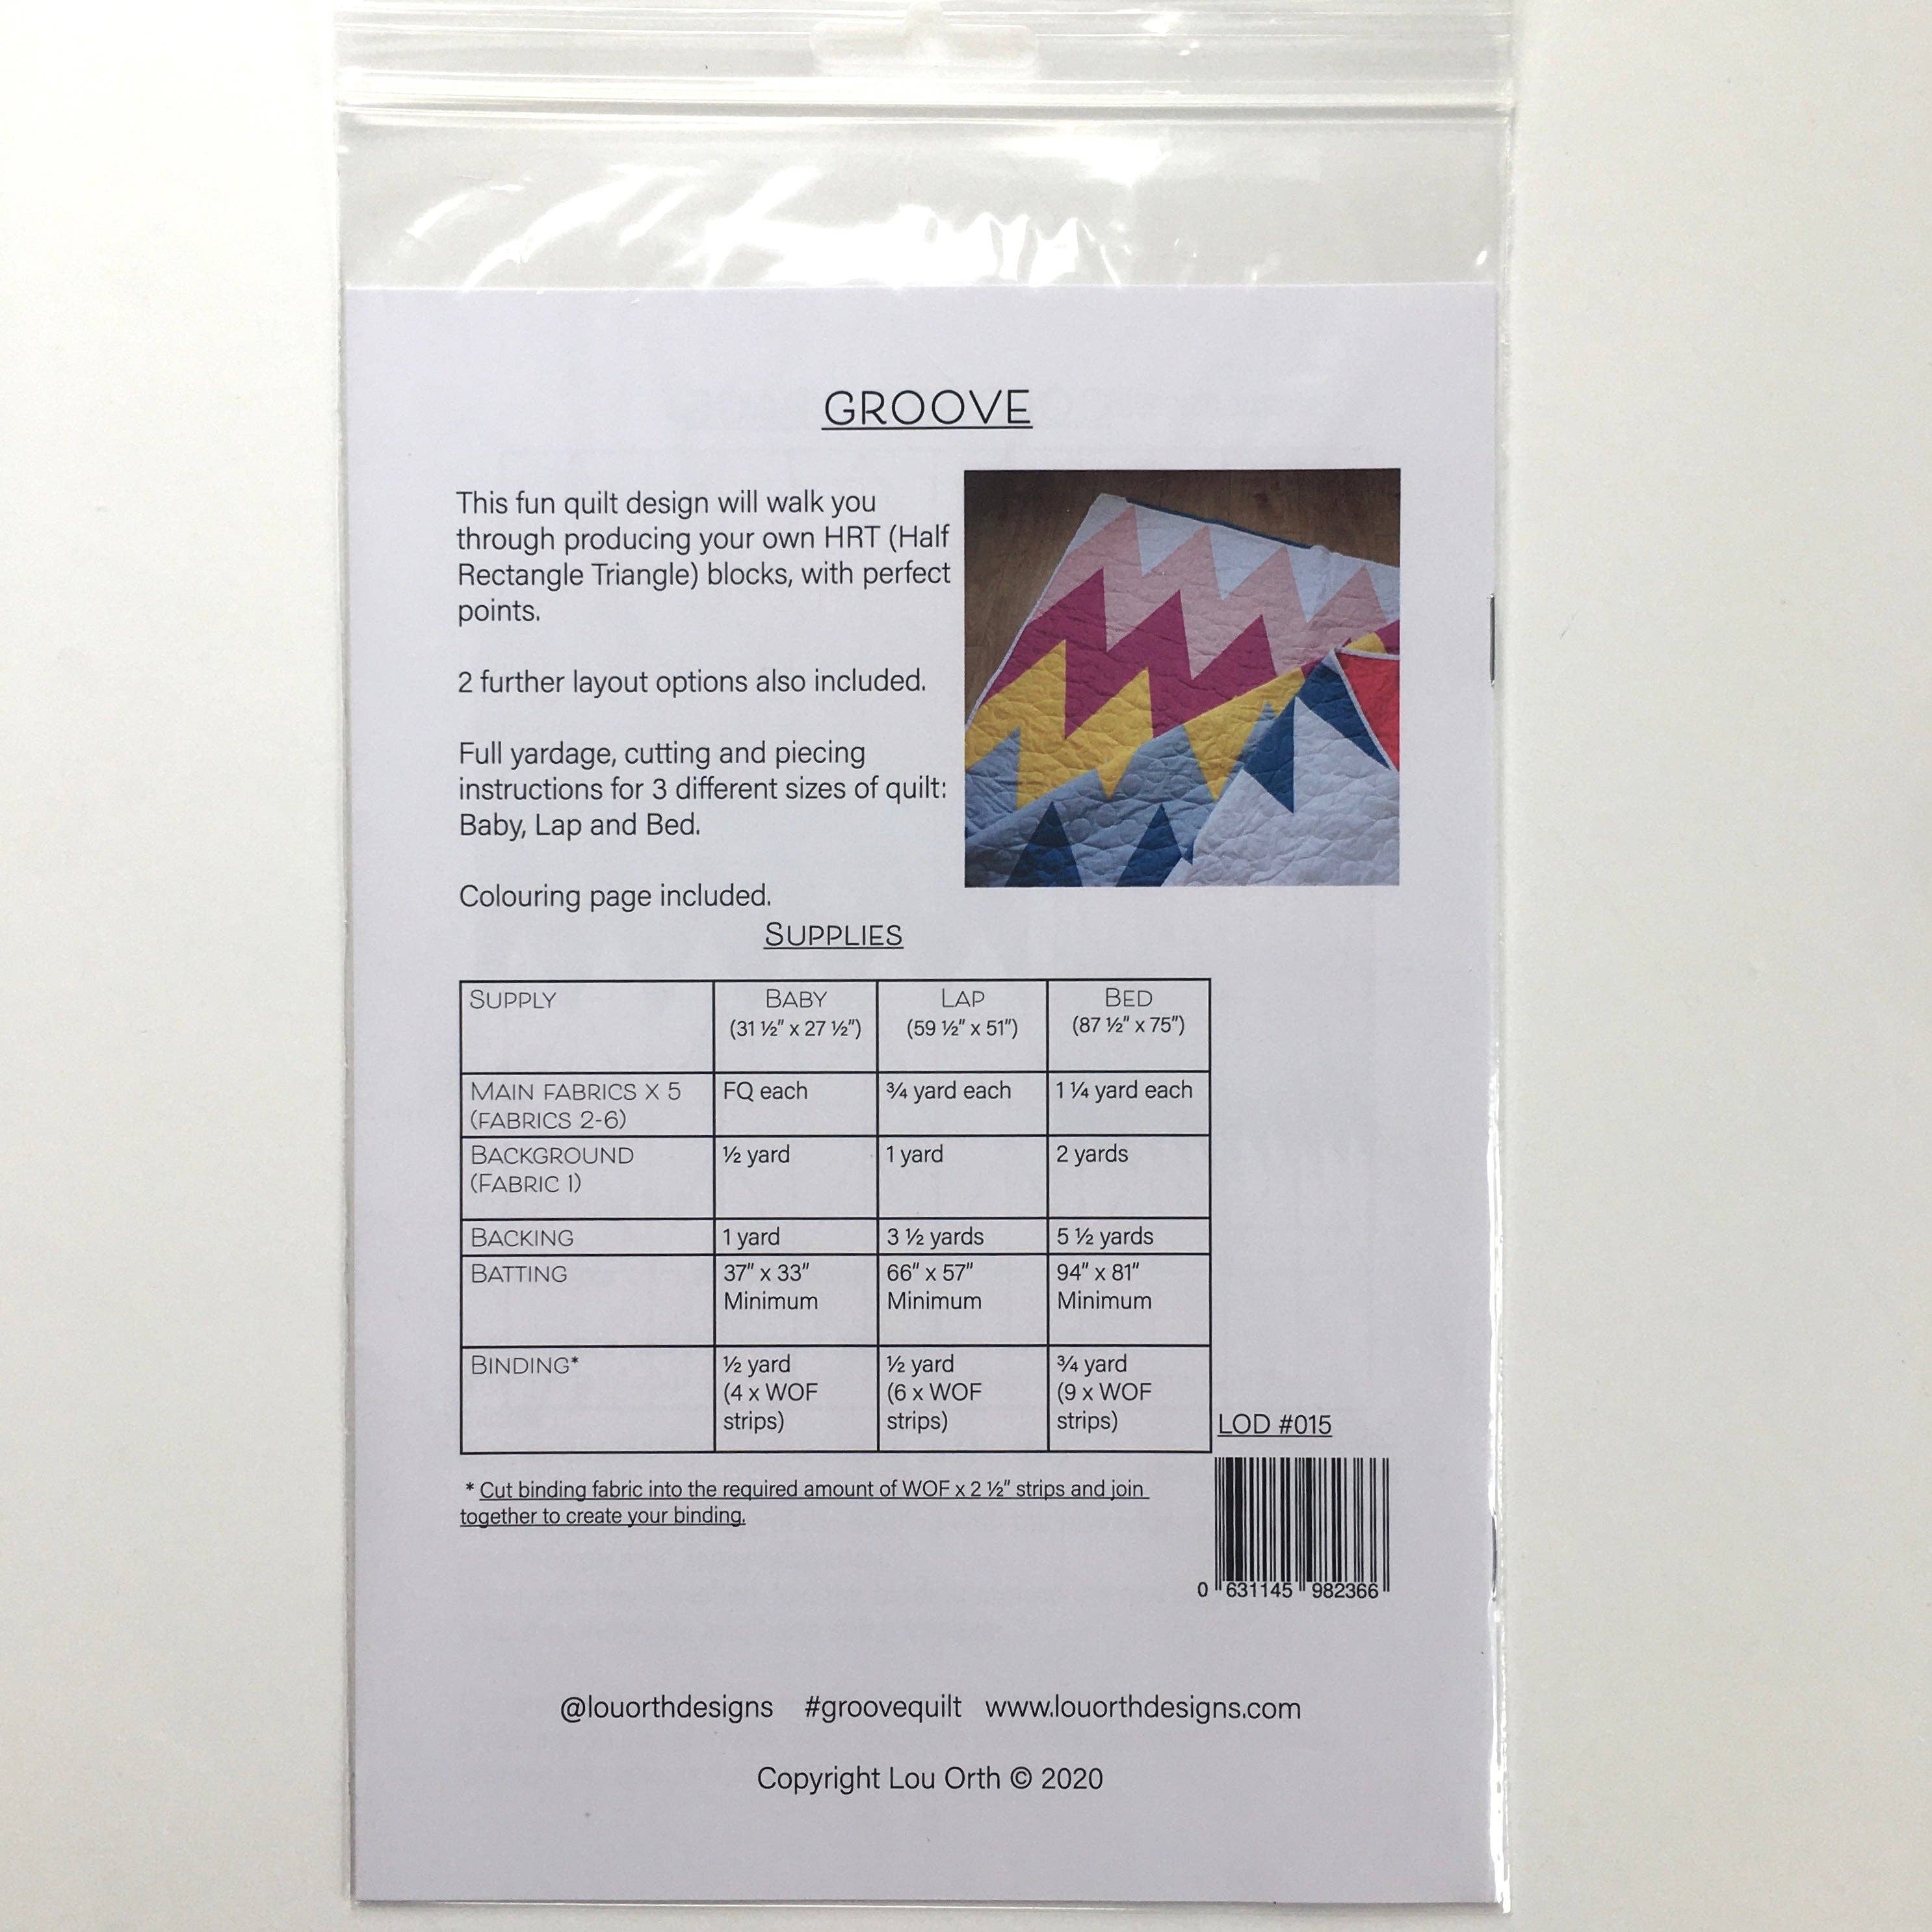 GROOVE
This fun quilt design will walk you
through producing your own HRT (Half
Rectangle Triangle) blocks, with perfect
points.
2 further layout options also included.
Full yardage, cutting and piecing
instructions for 3 different sizes of quilt:
Baby, Lap and Bed.
Colouring page included.
SUPPLIES
SUPPLY BABY LAP BED
(31 ½" x 27 ½") (59 ½" x 51") (87 ½" x 75")
MAIN FABRICS X 5 FQ each ¾ yard each 1 ¼ yard each
(FABRICS 2-6)
BACKGROUND ½ yard 1 yard 2 yards
(FABRIC 1)
BACKING 1 yard 3 ½ yards 5 ½ yards
BATTING 37" x 33" 66" x 57" 94" x 81"
Minimum Minimum Minimum
BINDING* ½ yard ½ yard ¾ yard
(4 x WOF (6 x WOF (9 x WOF
strips) strips) strips)
LOD #015
* Cut binding fabric into the required amount of WOF x 2 ½" strips and join
together to create your binding.
0 631145 982366
@louorthdesigns #groovequilt www.louorthdesigns.com
Copyright Lou Orth © 2020